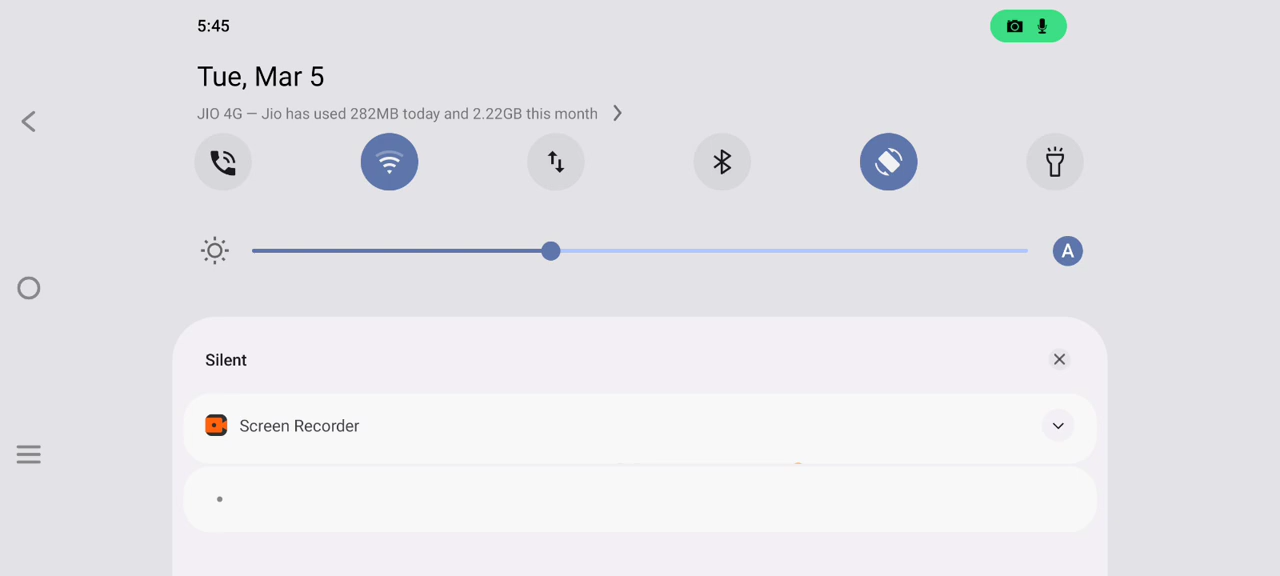 5:45
Tue, Mar 5
JIO 4G — Jio has used 282MB today and 2.22GB this month
A
Silent
Screen Recorder